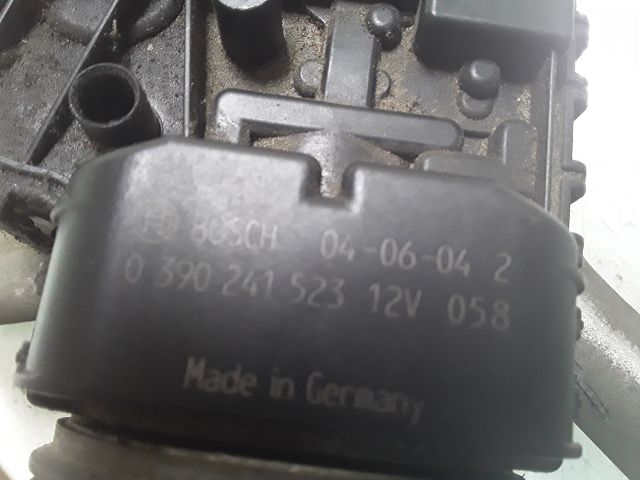 BOSCH 04-06-04 2
0 390 241 523 12V 058
Made in Germany